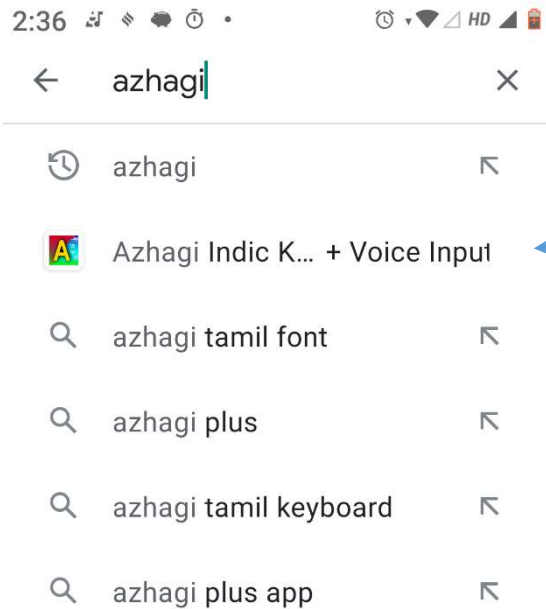 2:36 HD
azhagi
azhagi
A Azhagi Indic K... + Voice Input
azhagi tamil font
azhagi plus
azhagi tamil keyboard
azhagi plus app